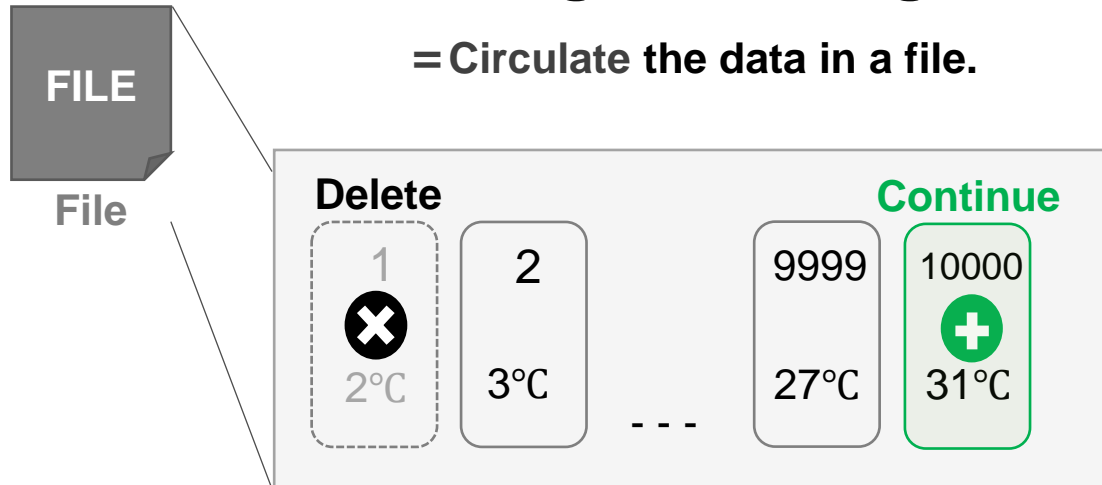 FILE
File
=Circulate the data in a file.
Delete
Continue
1
2
9999
10000
2℃
3℃
- - -
27℃
31℃